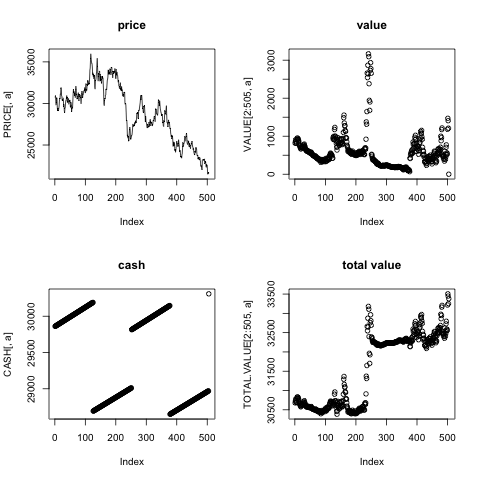 price
PRICE[, a]
35000
30000
25000
0 100 200 300 400 500
Index
value
VALUE[2:505, a]
3000
2000
1000
0
0 100 200 300 400 500
Index
cash
CASH[, a]
30000
29500
29000
0 100 200 300 400 500
Index
total value
TOTAL.VALUE[2:505, a]
33500
32500
31500
30500
0 100 200 300 400 500
Index